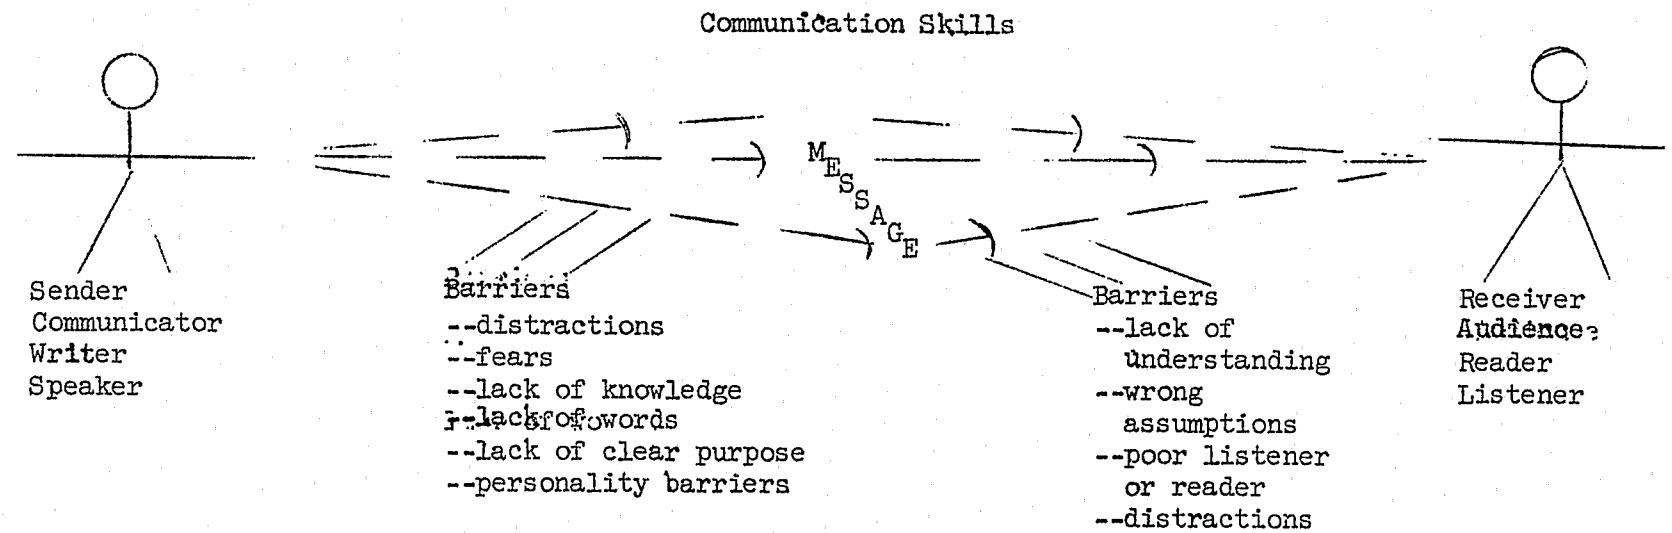 Communication Skills
MESSAGE
Sender
Communicator
Writer
Speaker
Barriers
--distractions
--fears
--lack of knowledge
--lack of words
--lack of clear purpose
--personality barriers
Barriers
--lack of
understanding
--wrong
assumptions
--poor listener
or reader
--distractions
Receiver
Audience
Reader
Listener